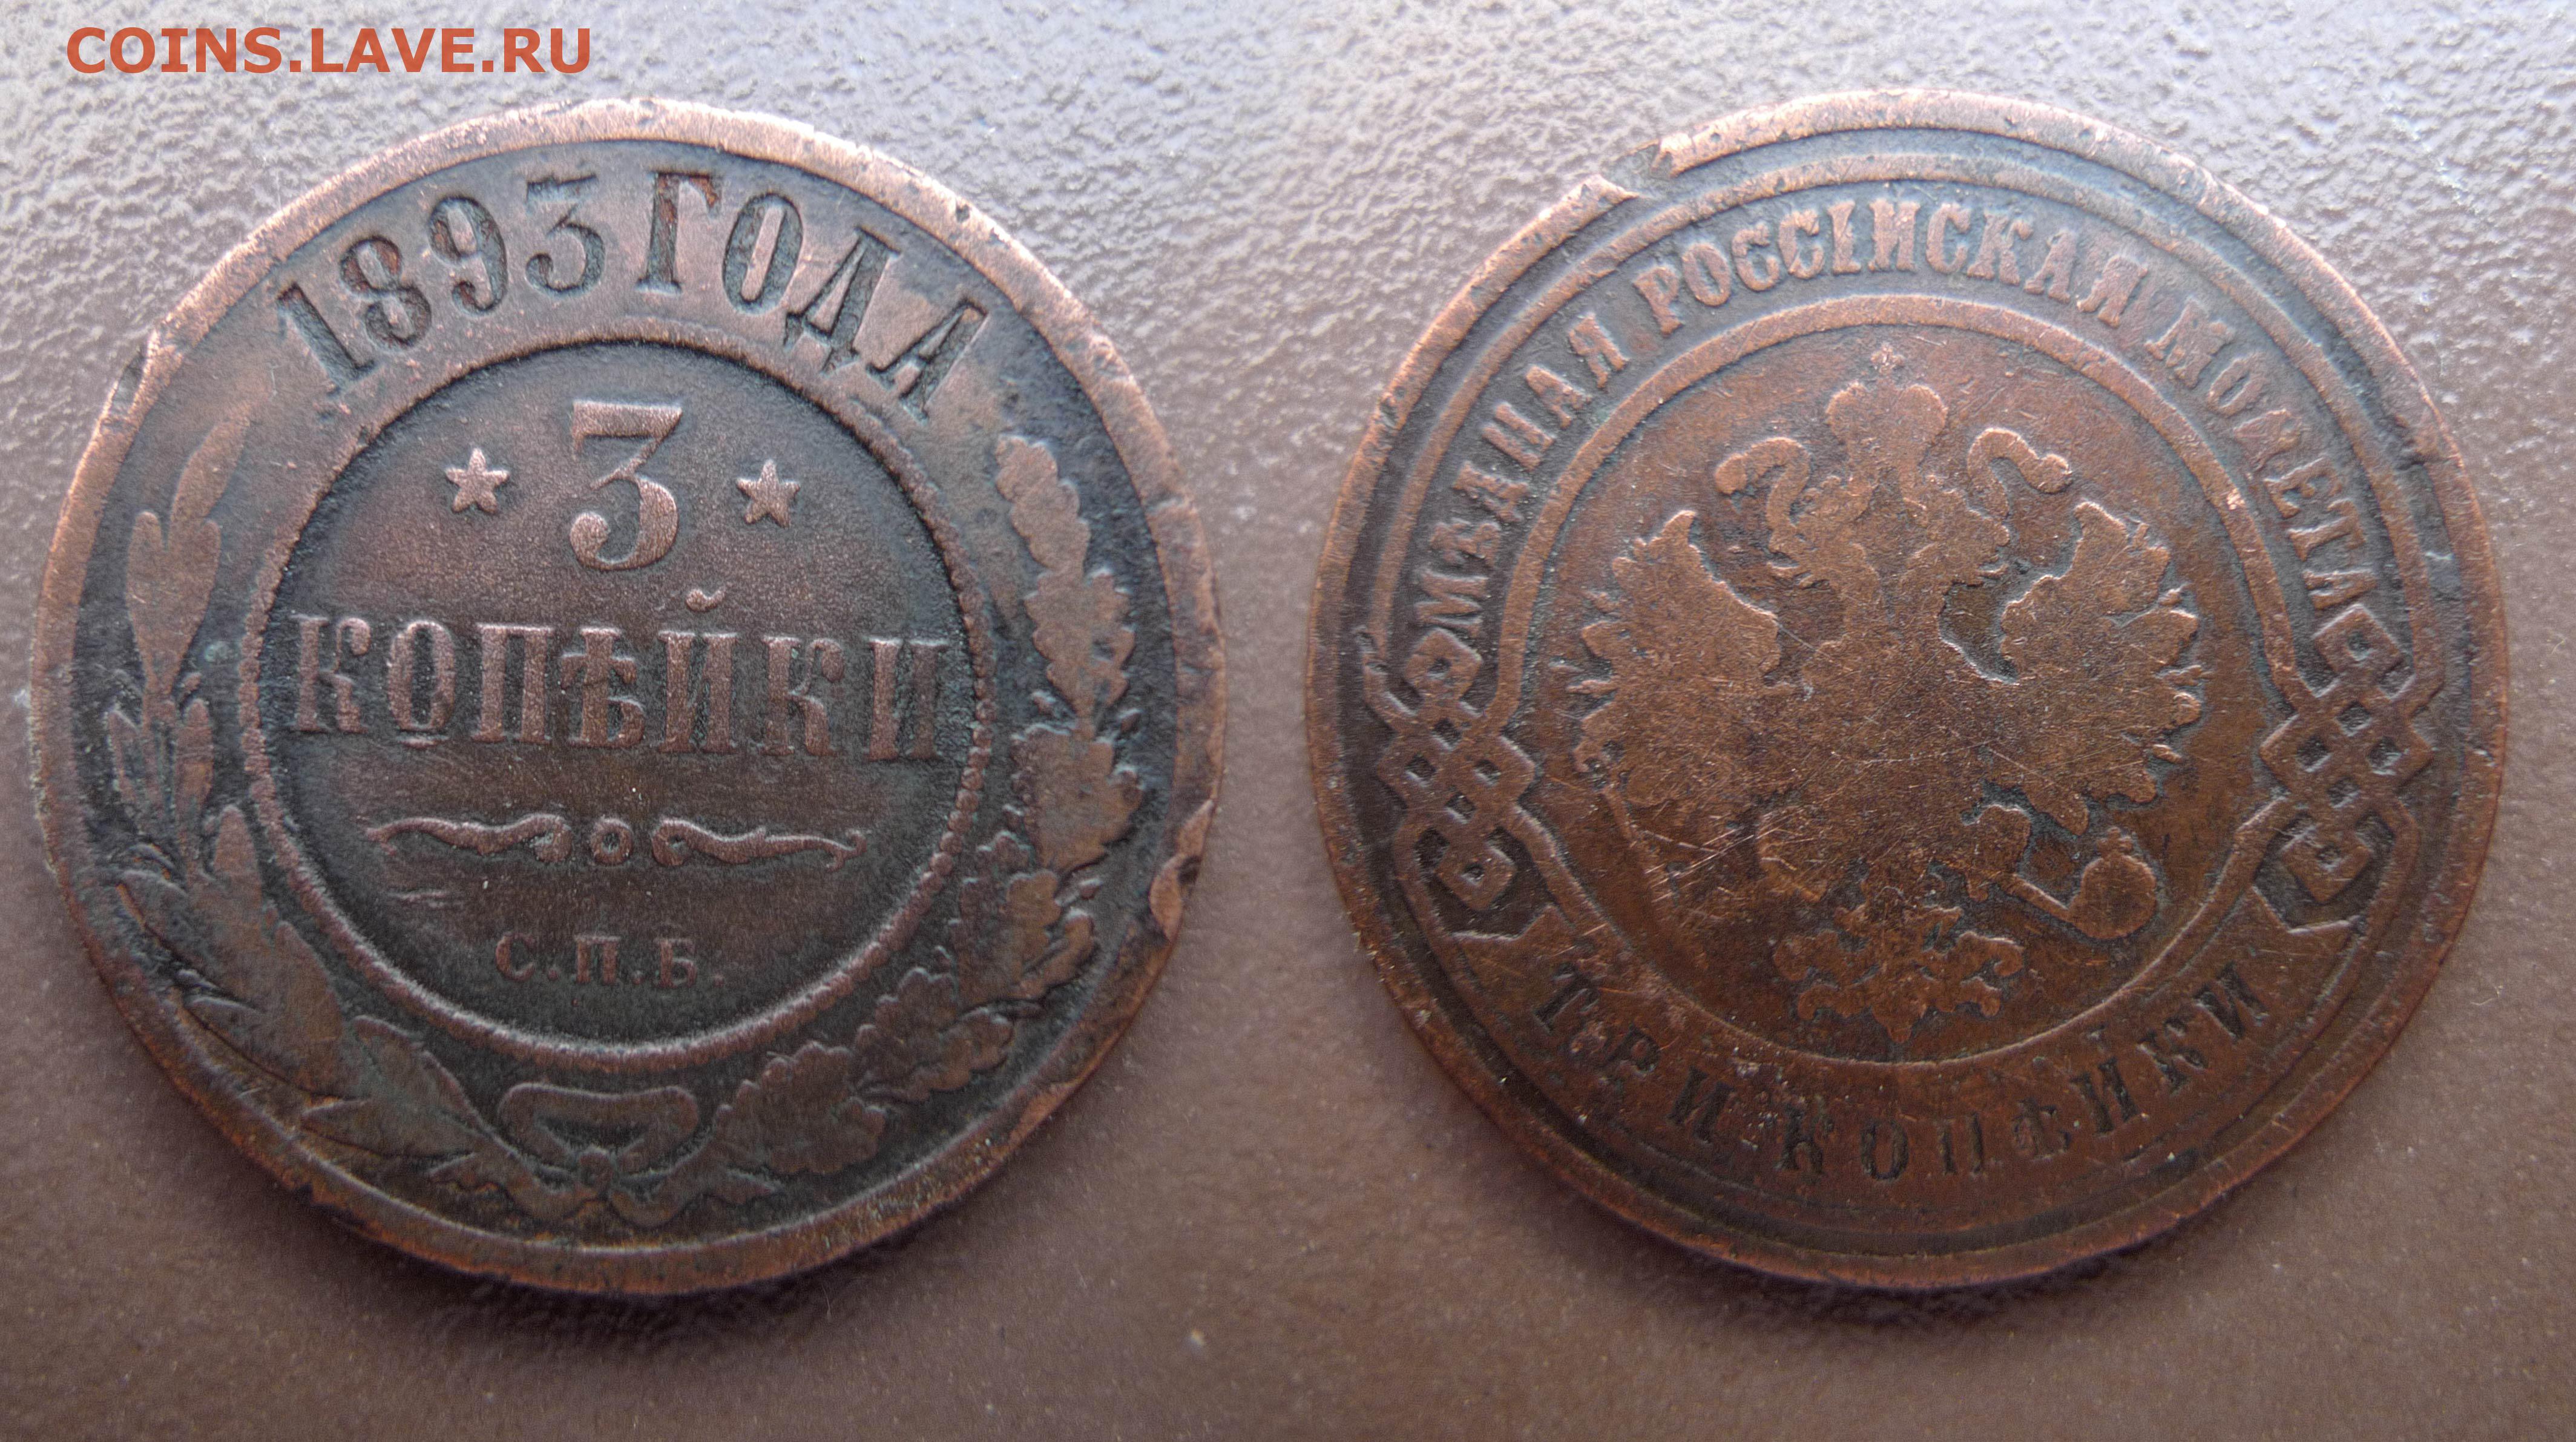 COINS.LAVE.RU
1893 ГОДА
3
КОПѢЙКИ
С.П.Б.
МѢДНАЯ РОССІЙСКАЯ МОНЕТА
ТРИ КОПѢЙКИ